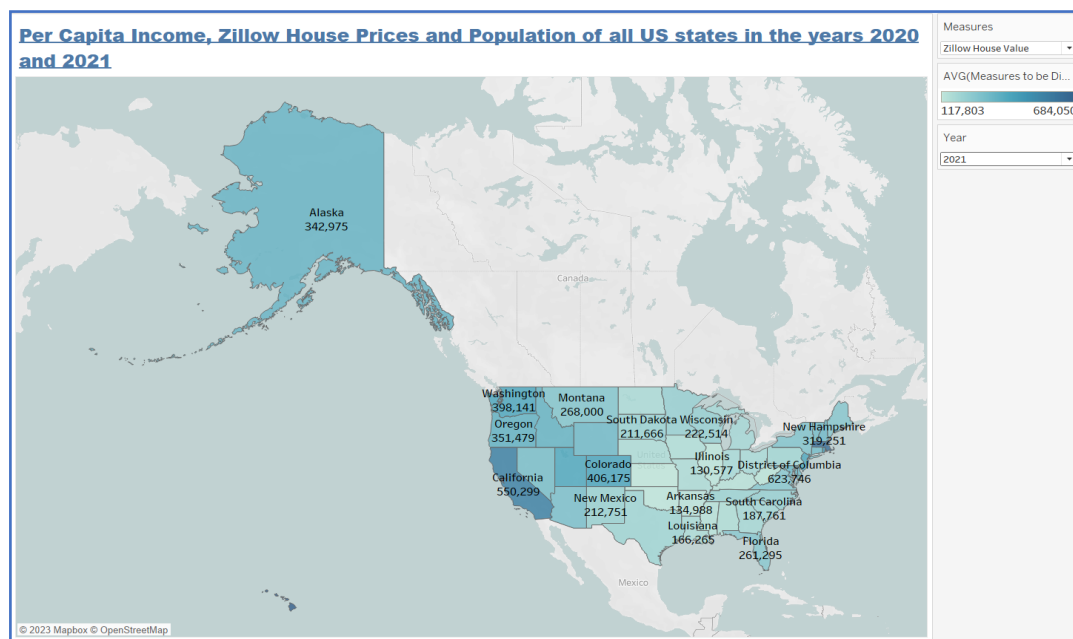 Per Capita Income, Zillow House Prices and Population of all US states in the years 2020
and 2021
Measures
Zillow House Value
AVG(Measures to be Di...
117,803 684,050
Year
2021
Alaska
342,975
Canada
Washington
398,141
Montana
268,000
Oregon
351,479
South Dakota
211,666
Wisconsin
222,514
New Hampshire
319,251
United
Colorado
406,175
Illinois
130,577
District of Columbia
623,746
California
550,299
New Mexico
212,751
Arkansas
134,988
South Carolina
187,761
Louisiana
166,265
Florida
261,295
Mexico
© 2023 Mapbox © OpenStreetMap